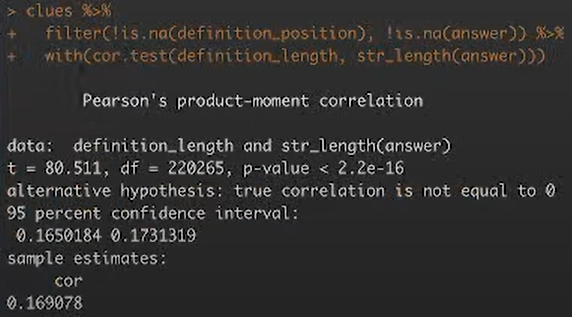 > clues %>%
+   filter(!is.na(definition_position), !is.na(answer)) %>%
+   with(cor.test(definition_length, str_length(answer)))
Pearson's product-moment correlation
data:  definition_length and str_length(answer)
t = 80.511, df = 220265, p-value < 2.2e-16
alternative hypothesis: true correlation is not equal to 0
95 percent confidence interval:
 0.1650184 0.1731319
sample estimates:
cor
0.169078